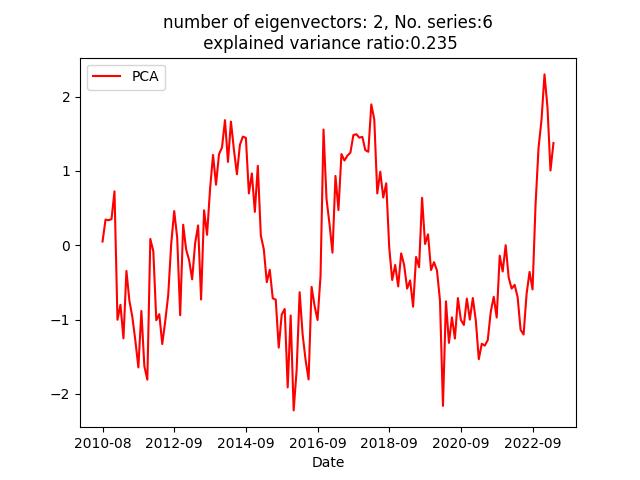 number of eigenvectors: 2, No. series:6
explained variance ratio:0.235
PCA
2
1
0
−1
−2
2010-08 2012-09 2014-09 2016-09 2018-09 2020-09 2022-09
Date